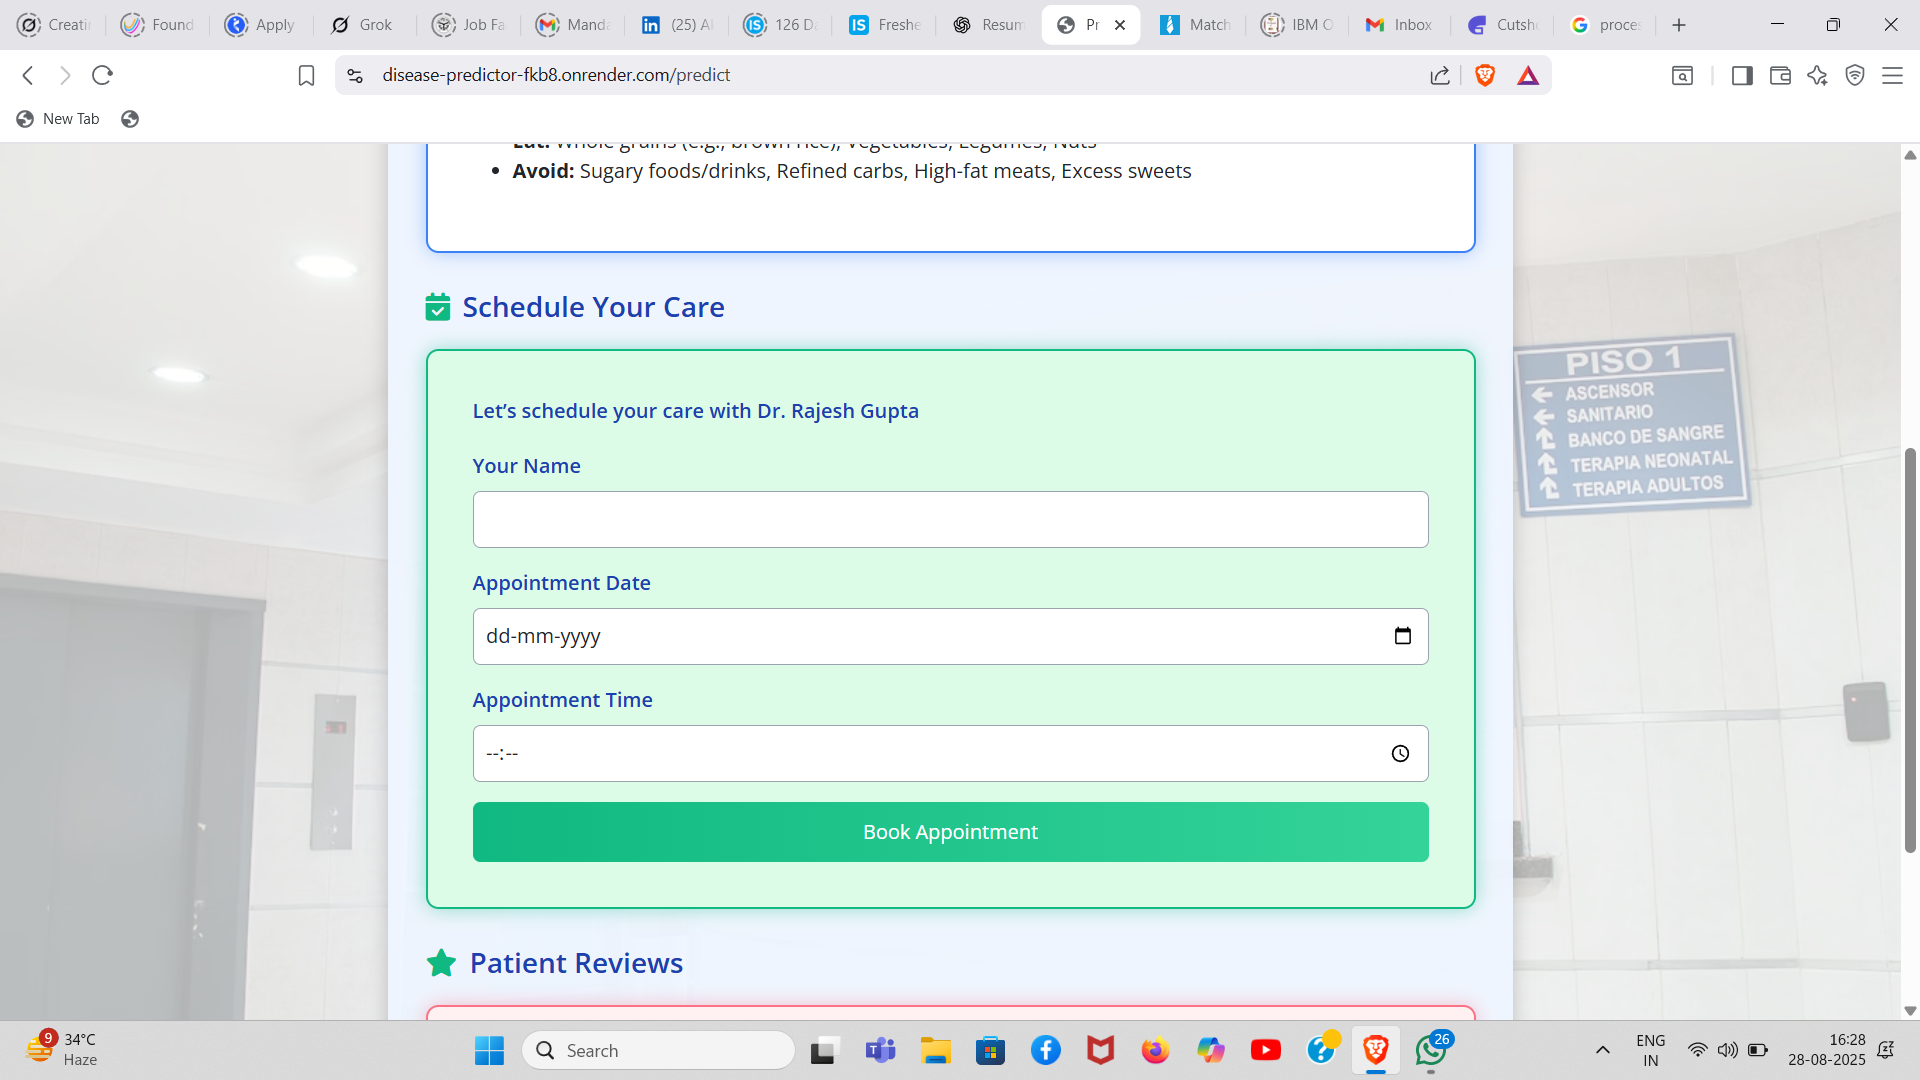 Creati
Found
Apply
Grok
Job Fa
Manda
(25) A
126 D
Freshe
Resum
Pr
Match
IBM O
Inbox
Cutsho
proces
disease-predictor-fkb8.onrender.com/predict
New Tab
Eat: Whole grains (e.g., brown rice), Vegetables, Legumes, Nuts
Avoid: Sugary foods/drinks, Refined carbs, High-fat meats, Excess sweets
Schedule Your Care
Let’s schedule your care with Dr. Rajesh Gupta
Your Name
Appointment Date
dd-mm-yyyy
Appointment Time
--:--
Book Appointment
Patient Reviews
PISO 1
ASCENSOR
SANITARIO
BANCO DE SANGRE
TERAPIA NEONATAL
TERAPIA ADULTOS
9
34°C
Haze
Search
26
ENG
IN
16:28
28-08-2025